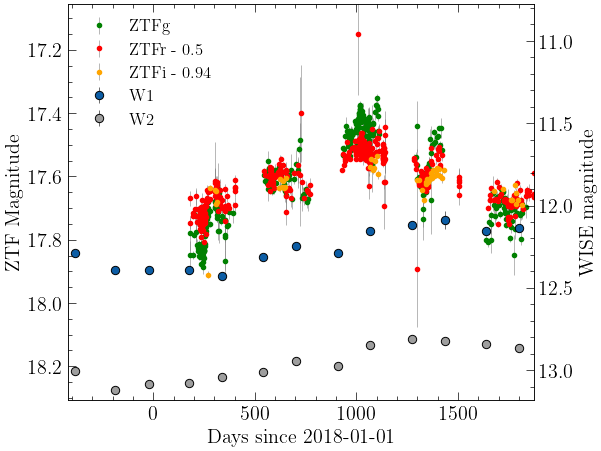 ZTFg
ZTFr - 0.5
ZTFi - 0.94
W1
W2
17.2
17.4
17.6
17.8
18.0
18.2
ZTF Magnitude
11.0
11.5
12.0
12.5
13.0
WISE magnitude
0
500
1000
1500
Days since 2018-01-01